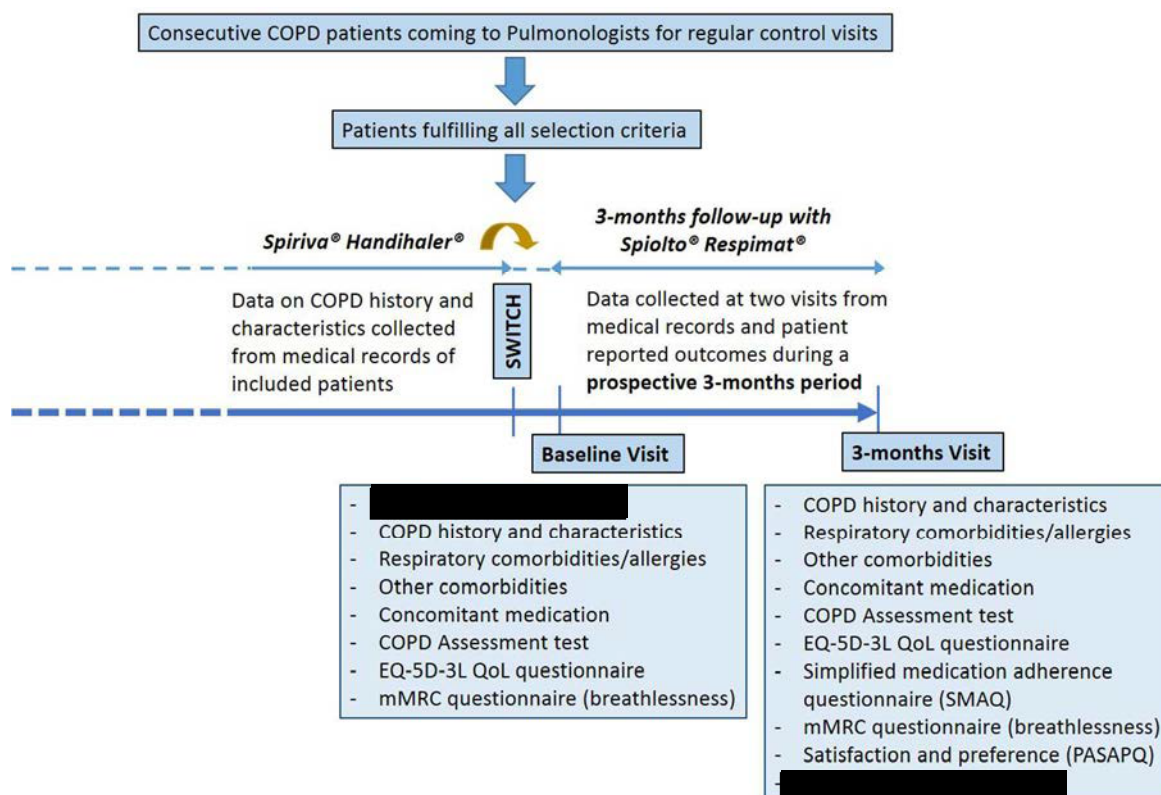 Consecutive COPD patients coming to Pulmonologists for regular control visits
Patients fulfilling all selection criteria
Spiriva® Handihaler®
3-months follow-up with
Spiolto® Respimat®
Data on COPD history and
characteristics collected
from medical records of
included patients
SWITCH
Data collected at two visits from
medical records and patient
reported outcomes during a
prospective 3-months period
Baseline Visit
-
- COPD history and characteristics
- Respiratory comorbidities/allergies
- Other comorbidities
- Concomitant medication
- COPD Assessment test
- EQ-5D-3L QoL questionnaire
- mMRC questionnaire (breathlessness)
3-months Visit
- COPD history and characteristics
- Respiratory comorbidities/allergies
- Other comorbidities
- Concomitant medication
- COPD Assessment test
- EQ-5D-3L QoL questionnaire
- Simplified medication adherence
questionnaire (SMAQ)
- mMRC questionnaire (breathlessness)
- Satisfaction and preference (PASAPQ)
-